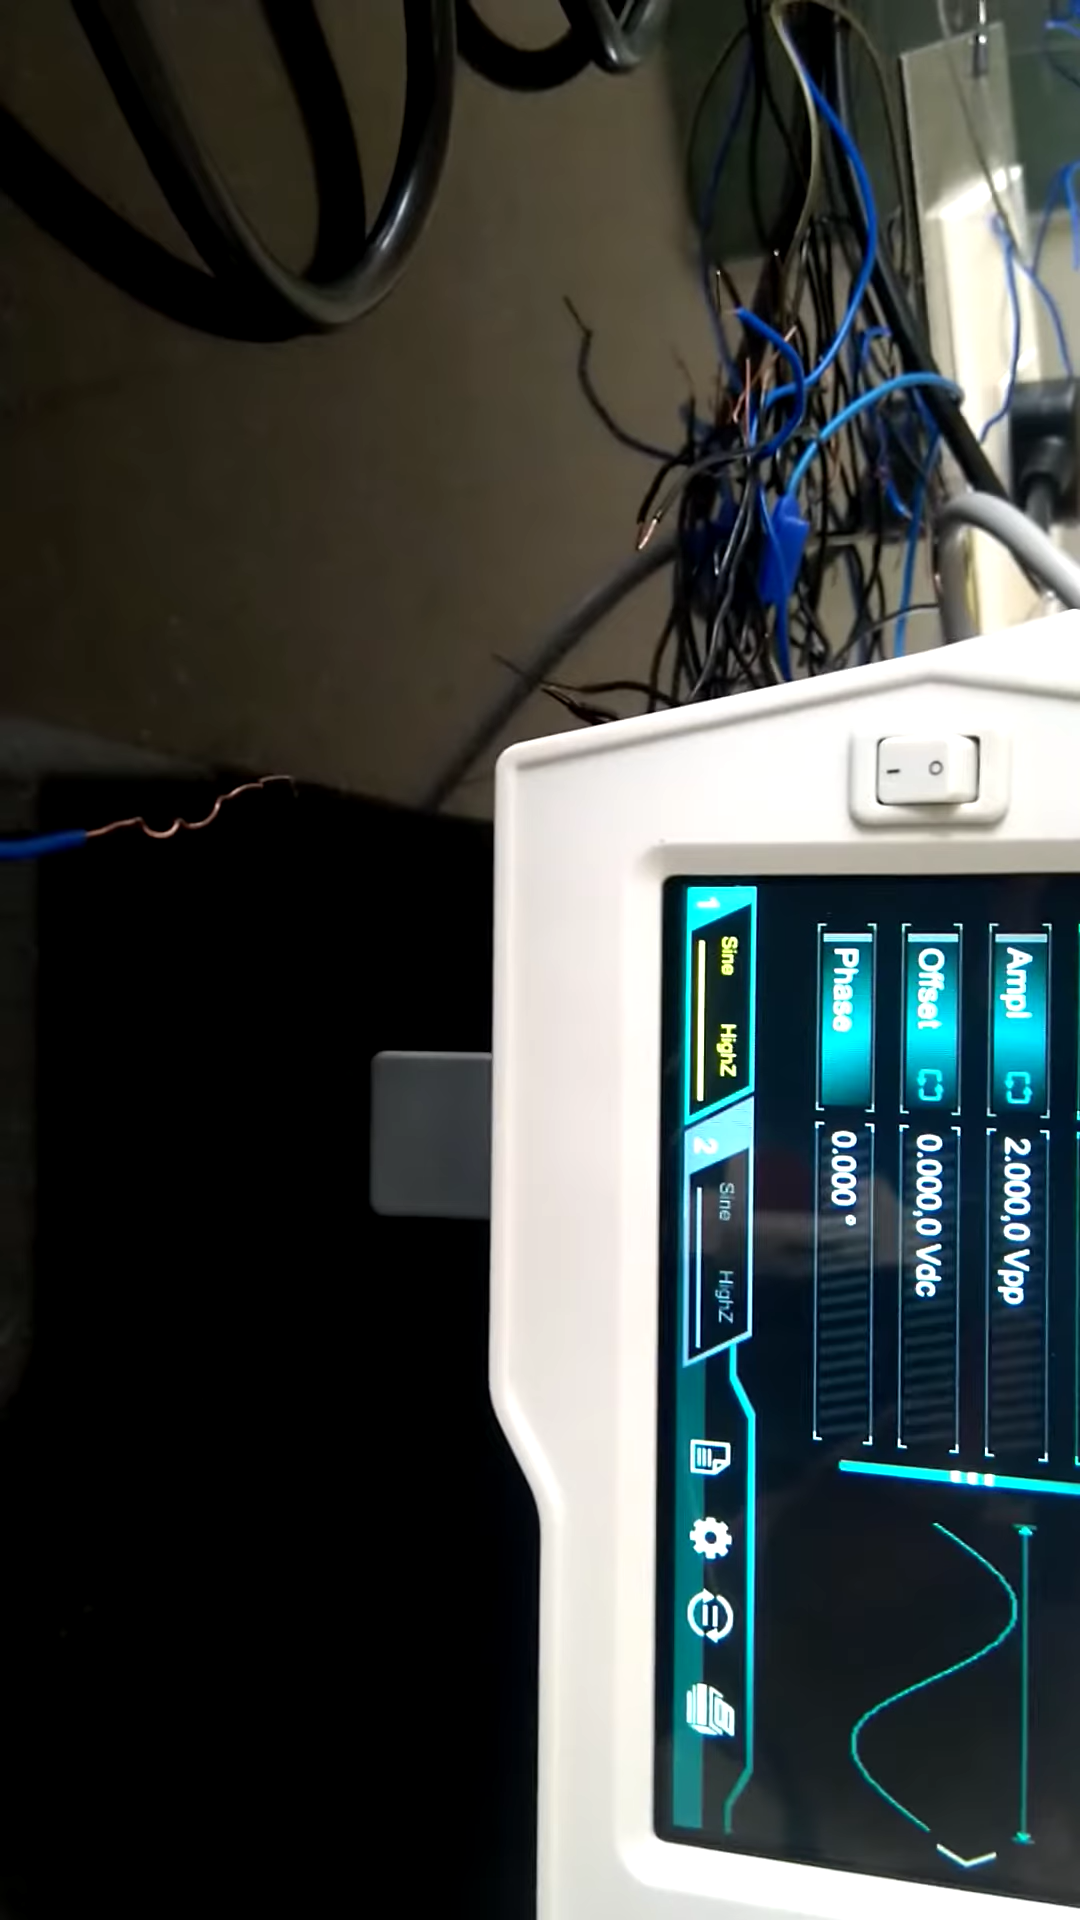 Ampl 2.000,0 Vpp
Offset 0.000,0 Vdc
Phase 0.000 °
1 Sine HighZ 2 Sine HighZ